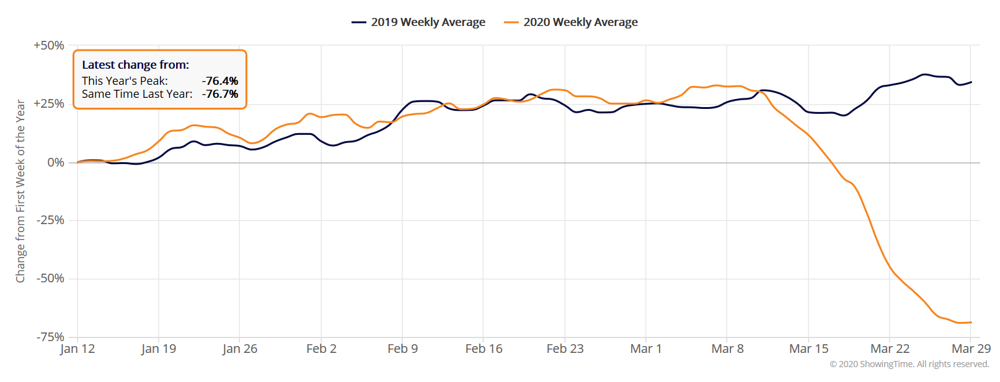 2019 Weekly Average 2020 Weekly Average
+50%
Latest change from:
This Year's Peak: -76.4%
Same Time Last Year: -76.7%
+25%
0%
-25%
-50%
-75%
Change from First Week of the Year
Jan 12 Jan 19 Jan 26 Feb 2 Feb 9 Feb 16 Feb 23 Mar 1 Mar 8 Mar 15 Mar 22 Mar 29
© 2020 ShowingTime. All rights reserved.